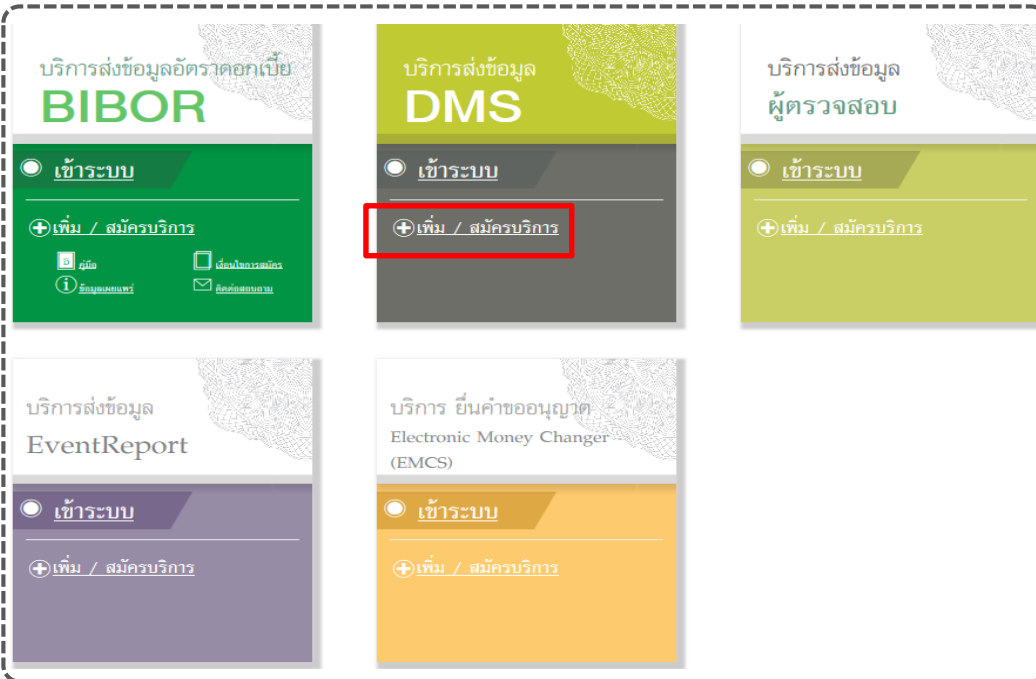 บริการส่งข้อมูลอัตราดอกเบี้ย
BIBOR
เข้าระบบ
เพิ่ม / สมัครบริการ
คู่มือ
เงื่อนไขการสมัคร
ข้อมูลเผยแพร่
ติดต่อสอบถาม
บริการส่งข้อมูล
DMS
เข้าระบบ
เพิ่ม / สมัครบริการ
บริการส่งข้อมูล
ผู้ตรวจสอบ
เข้าระบบ
เพิ่ม / สมัครบริการ
บริการส่งข้อมูล
EventReport
เข้าระบบ
เพิ่ม / สมัครบริการ
บริการ ยื่นคำขออนุญาต
Electronic Money Changer
(EMCS)
เข้าระบบ
เพิ่ม / สมัครบริการ